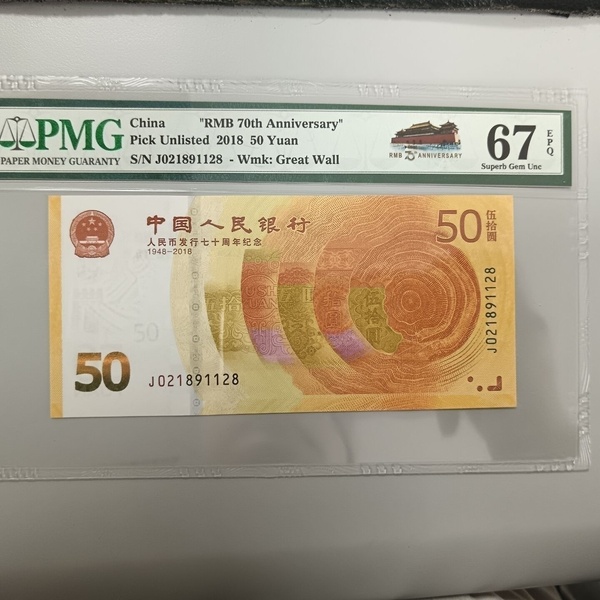 PMG
PAPER MONEY GUARANTY
China "RMB 70th Anniversary"
Pick Unlisted 2018 50 Yuan
S/N J021891128 - Wmk: Great Wall
RMB 70th ANNIVERSARY
67 EPQ
Superb Gem Unc
中国人民银行
人民币发行七十周年纪念
1948-2018
50 伍拾圆
J021891128
50
50
J021891128